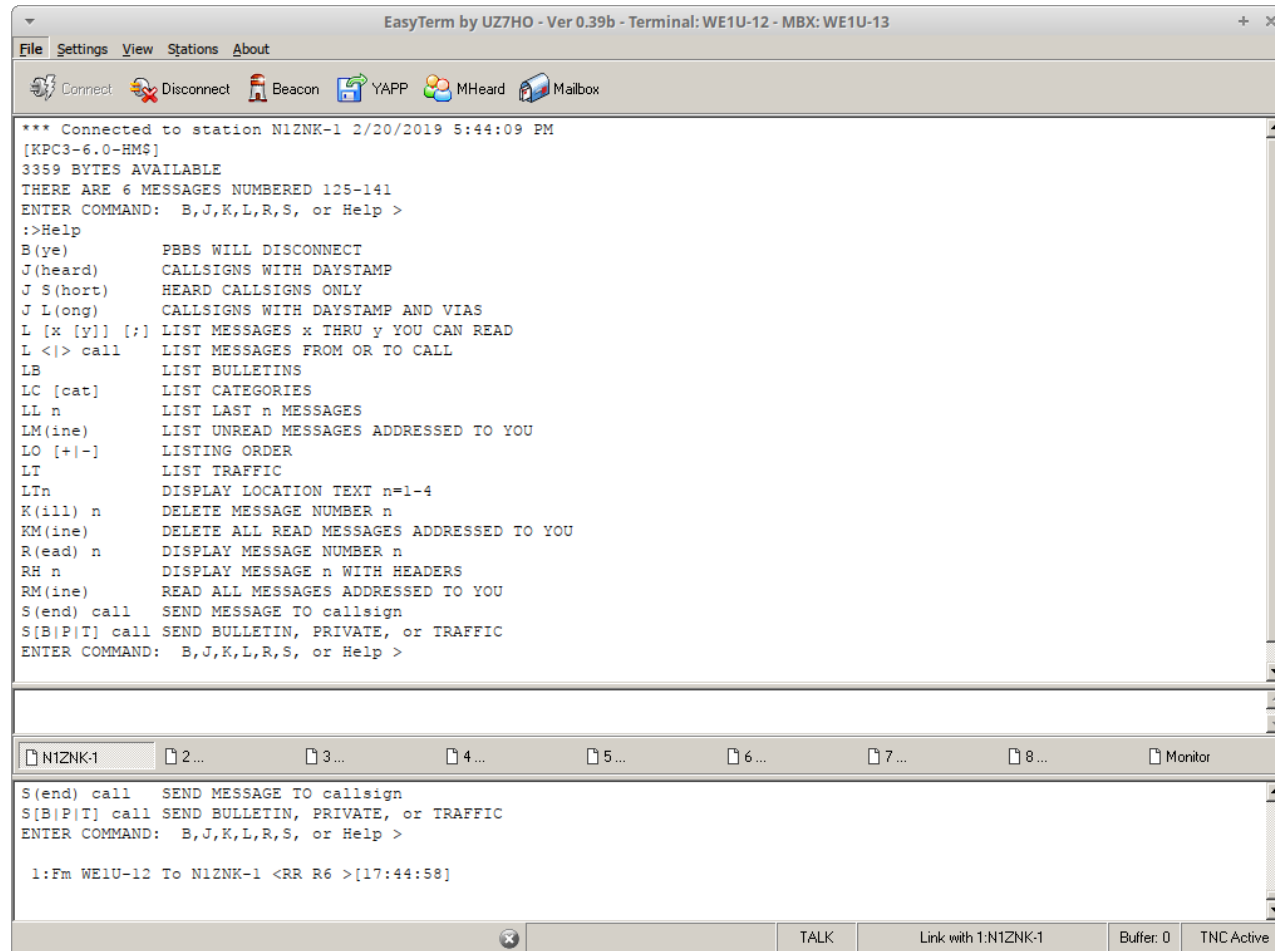 EasyTerm by UZ7HO - Ver 0.39b - Terminal: WE1U-12 - MBX: WE1U-13
File Settings View Stations About
Connect Disconnect Beacon YAPP MHeard Mailbox
*** Connected to station N1ZNK-1 2/20/2019 5:44:09 PM
[KPC3-6.0-HM$]
3359 BYTES AVAILABLE
THERE ARE 6 MESSAGES NUMBERED 125-141
ENTER COMMAND:  B,J,K,L,R,S, or Help >
:>Help
B(ye)          PBBS WILL DISCONNECT
J(heard)       CALLSIGNS WITH DAYSTAMP
J S(hort)      HEARD CALLSIGNS ONLY
J L(ong)       CALLSIGNS WITH DAYSTAMP AND VIAS
L [x [y]] [;] LIST MESSAGES x THRU y YOU CAN READ
L <|> call    LIST MESSAGES FROM OR TO CALL
LB             LIST BULLETINS
LC [cat]       LIST CATEGORIES
LL n           LIST LAST n MESSAGES
LM(ine)        LIST UNREAD MESSAGES ADDRESSED TO YOU
LO [+|-]       LISTING ORDER
LT             LIST TRAFFIC
LTn            DISPLAY LOCATION TEXT n=1-4
K(ill) n       DELETE MESSAGE NUMBER n
KM(ine)        DELETE ALL READ MESSAGES ADDRESSED TO YOU
R(ead) n       DISPLAY MESSAGE NUMBER n
RH n           DISPLAY MESSAGE n WITH HEADERS
RM(ine)        READ ALL MESSAGES ADDRESSED TO YOU
S(end) call   SEND MESSAGE TO callsign
S[B|P|T] call SEND BULLETIN, PRIVATE, or TRAFFIC
ENTER COMMAND:  B,J,K,L,R,S, or Help >
N1ZNK-1 2 ... 3 ... 4 ... 5 ... 6 ... 7 ... 8 ... Monitor
S(end) call   SEND MESSAGE TO callsign
S[B|P|T] call SEND BULLETIN, PRIVATE, or TRAFFIC
ENTER COMMAND:  B,J,K,L,R,S, or Help >
1:Fm WE1U-12 To N1ZNK-1 <RR R6 >[17:44:58]
TALK Link with 1:N1ZNK-1 Buffer: 0 TNC Active